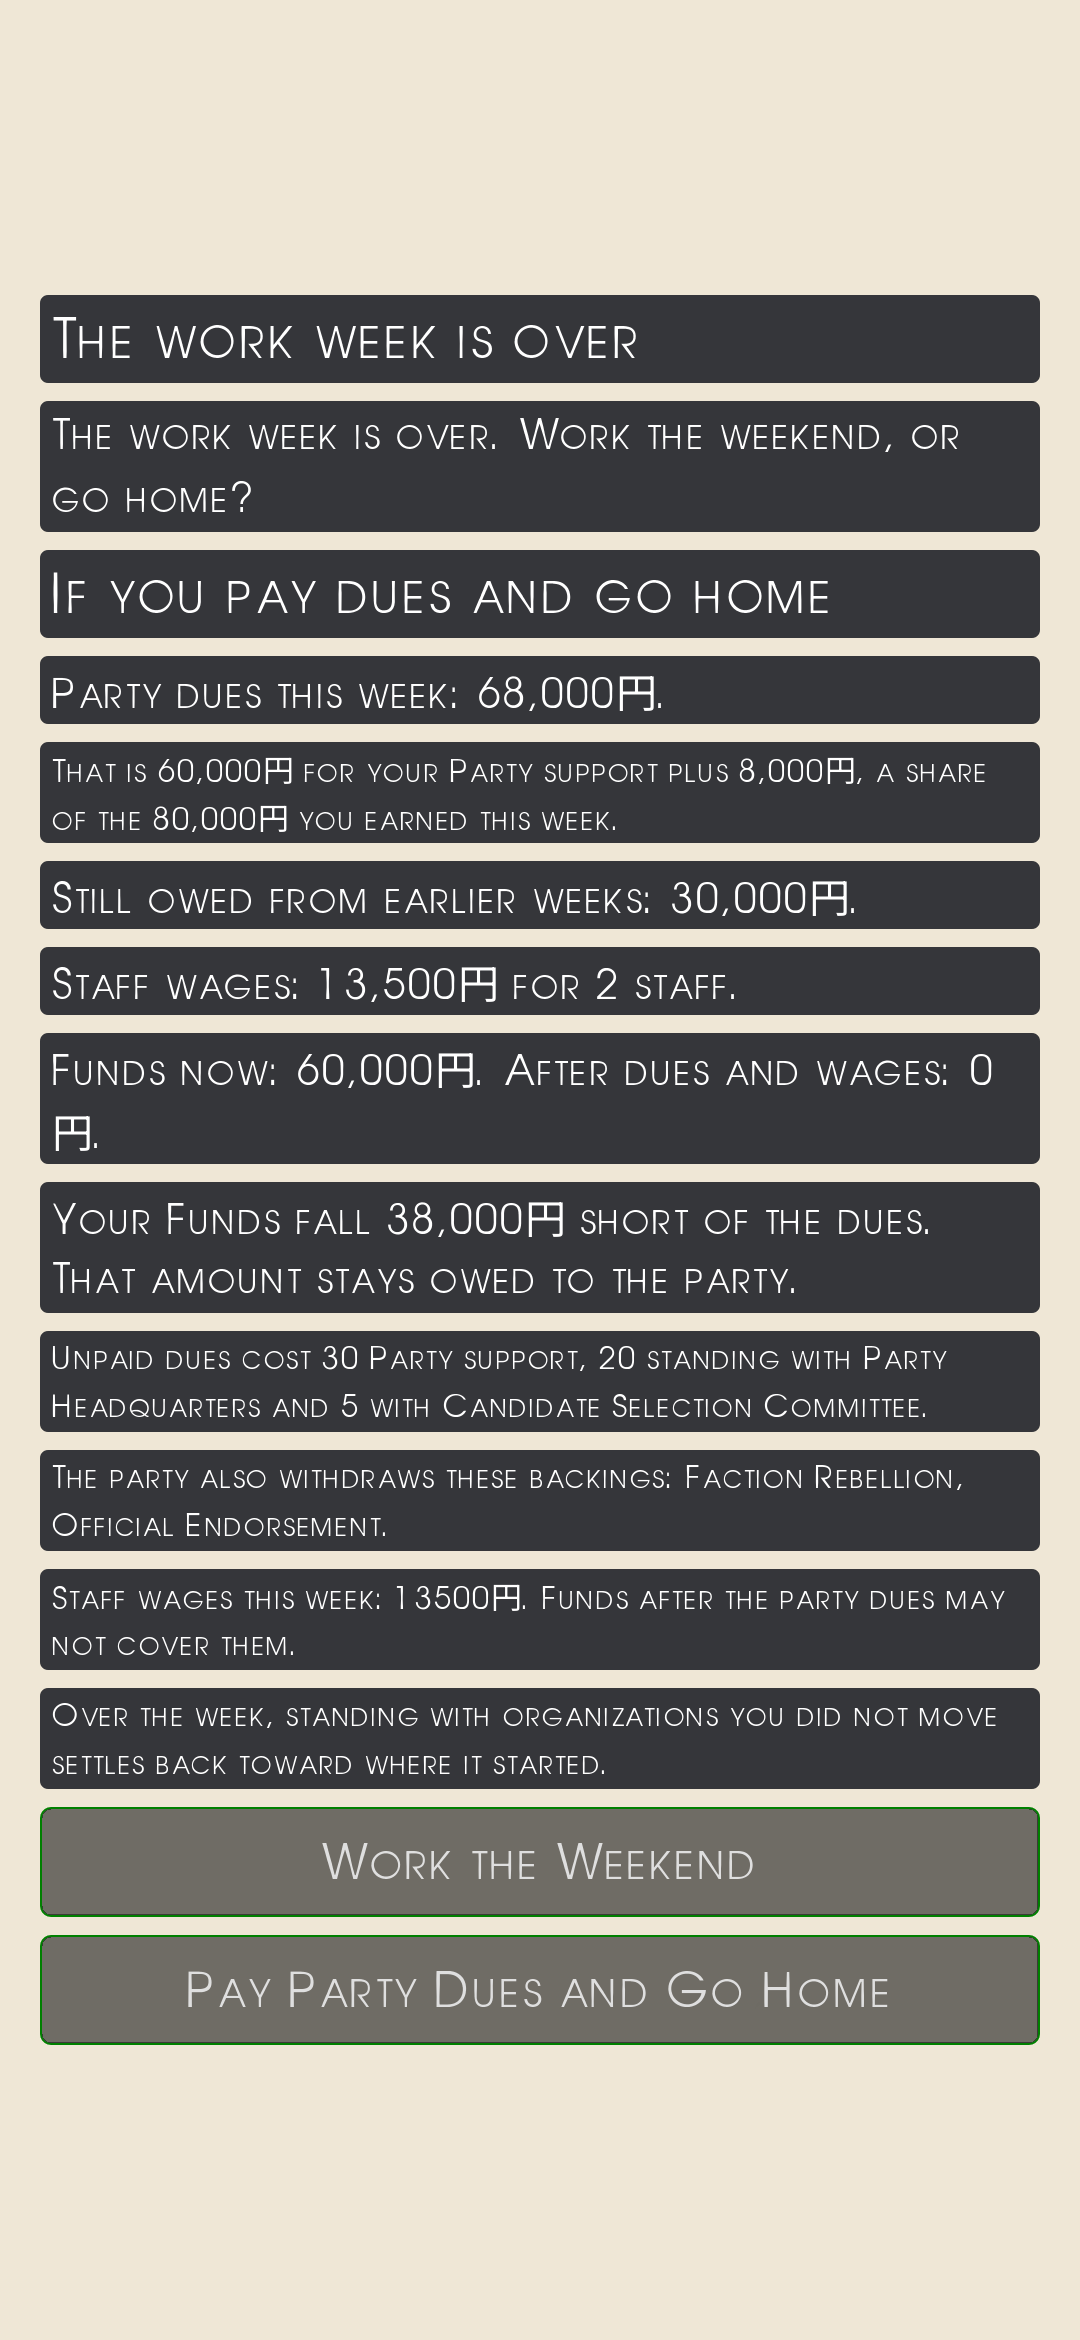 The work week is over
The work week is over. Work the weekend, or
go home?
If you pay dues and go home
Party dues this week: 68,000円.
That is 60,000円 for your Party support plus 8,000円, a share
of the 80,000円 you earned this week.
Still owed from earlier weeks: 30,000円.
Staff wages: 13,500円 for 2 staff.
Funds now: 60,000円. After dues and wages: 0
円.
Your Funds fall 38,000円 short of the dues.
That amount stays owed to the party.
Unpaid dues cost 30 Party support, 20 standing with Party
Headquarters and 5 with Candidate Selection Committee.
The party also withdraws these backings: Faction Rebellion,
Official Endorsement.
Staff wages this week: 13500円. Funds after the party dues may
not cover them.
Over the week, standing with organizations you did not move
settles back toward where it started.
Work the Weekend
Pay Party Dues and Go Home